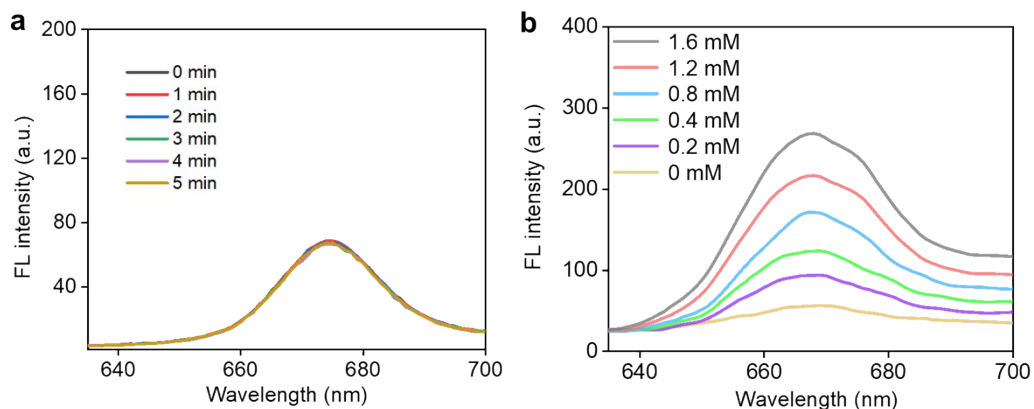 a
200
160
120
80
40
FL intensity (a.u.)
0 min
1 min
2 min
3 min
4 min
5 min
640
660
680
700
Wavelength (nm)
b
400
300
200
100
0
FL intensity (a.u.)
1.6 mM
1.2 mM
0.8 mM
0.4 mM
0.2 mM
0 mM
640
660
680
700
Wavelength (nm)